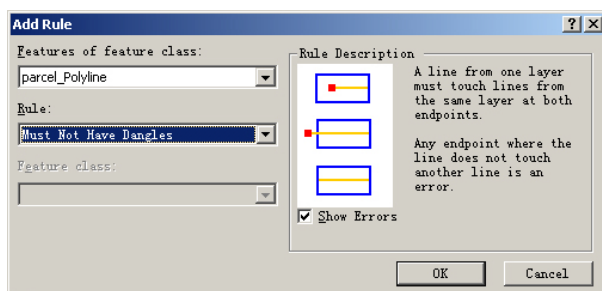 Add Rule
Features of feature class:
parcel_Polyline
Rule:
Must Not Have Dangles
Feature class:
Rule Description
A line from one layer
must touch lines from
the same layer at both
endpoints.
Any endpoint where the
line does not touch
another line is an
error.
Show Errors
OK
Cancel